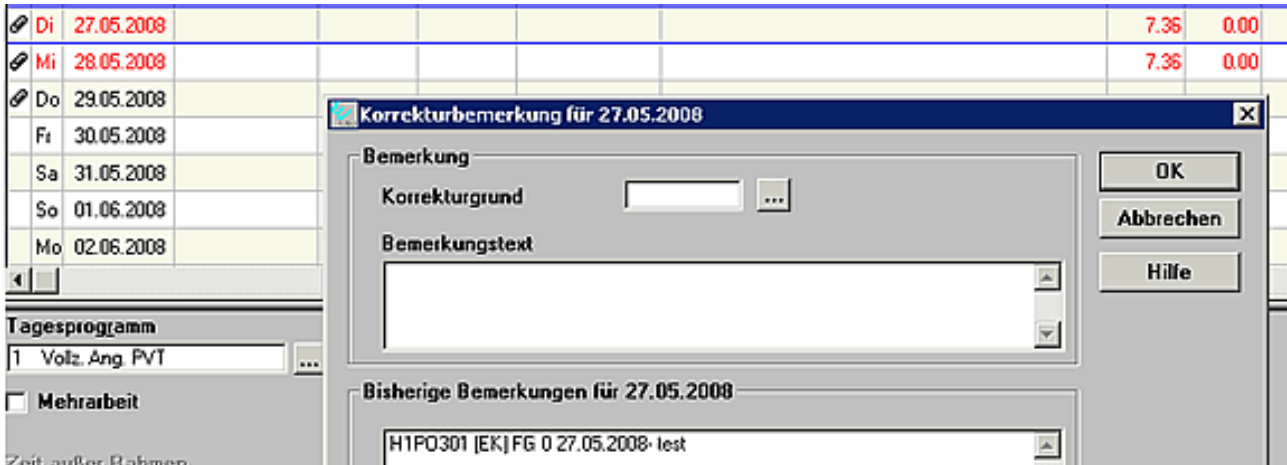 Di 27.05.2008 7.36 0.00
Mi 28.05.2008 7.36 0.00
Do 29.05.2008
Fr 30.05.2008
Sa 31.05.2008
So 01.06.2008
Mo 02.06.2008
Tagesprogramm
1 Vollz. Ang. PVT ...
Mehrarbeit
Zeit außer Rahmen
Korrekturbemerkung für 27.05.2008
Bemerkung
Korrekturgrund ...
Bemerkungstext
OK
Abbrechen
Hilfe
Bisherige Bemerkungen für 27.05.2008
H1PO301 [EK] FG 0 27.05.2008- test